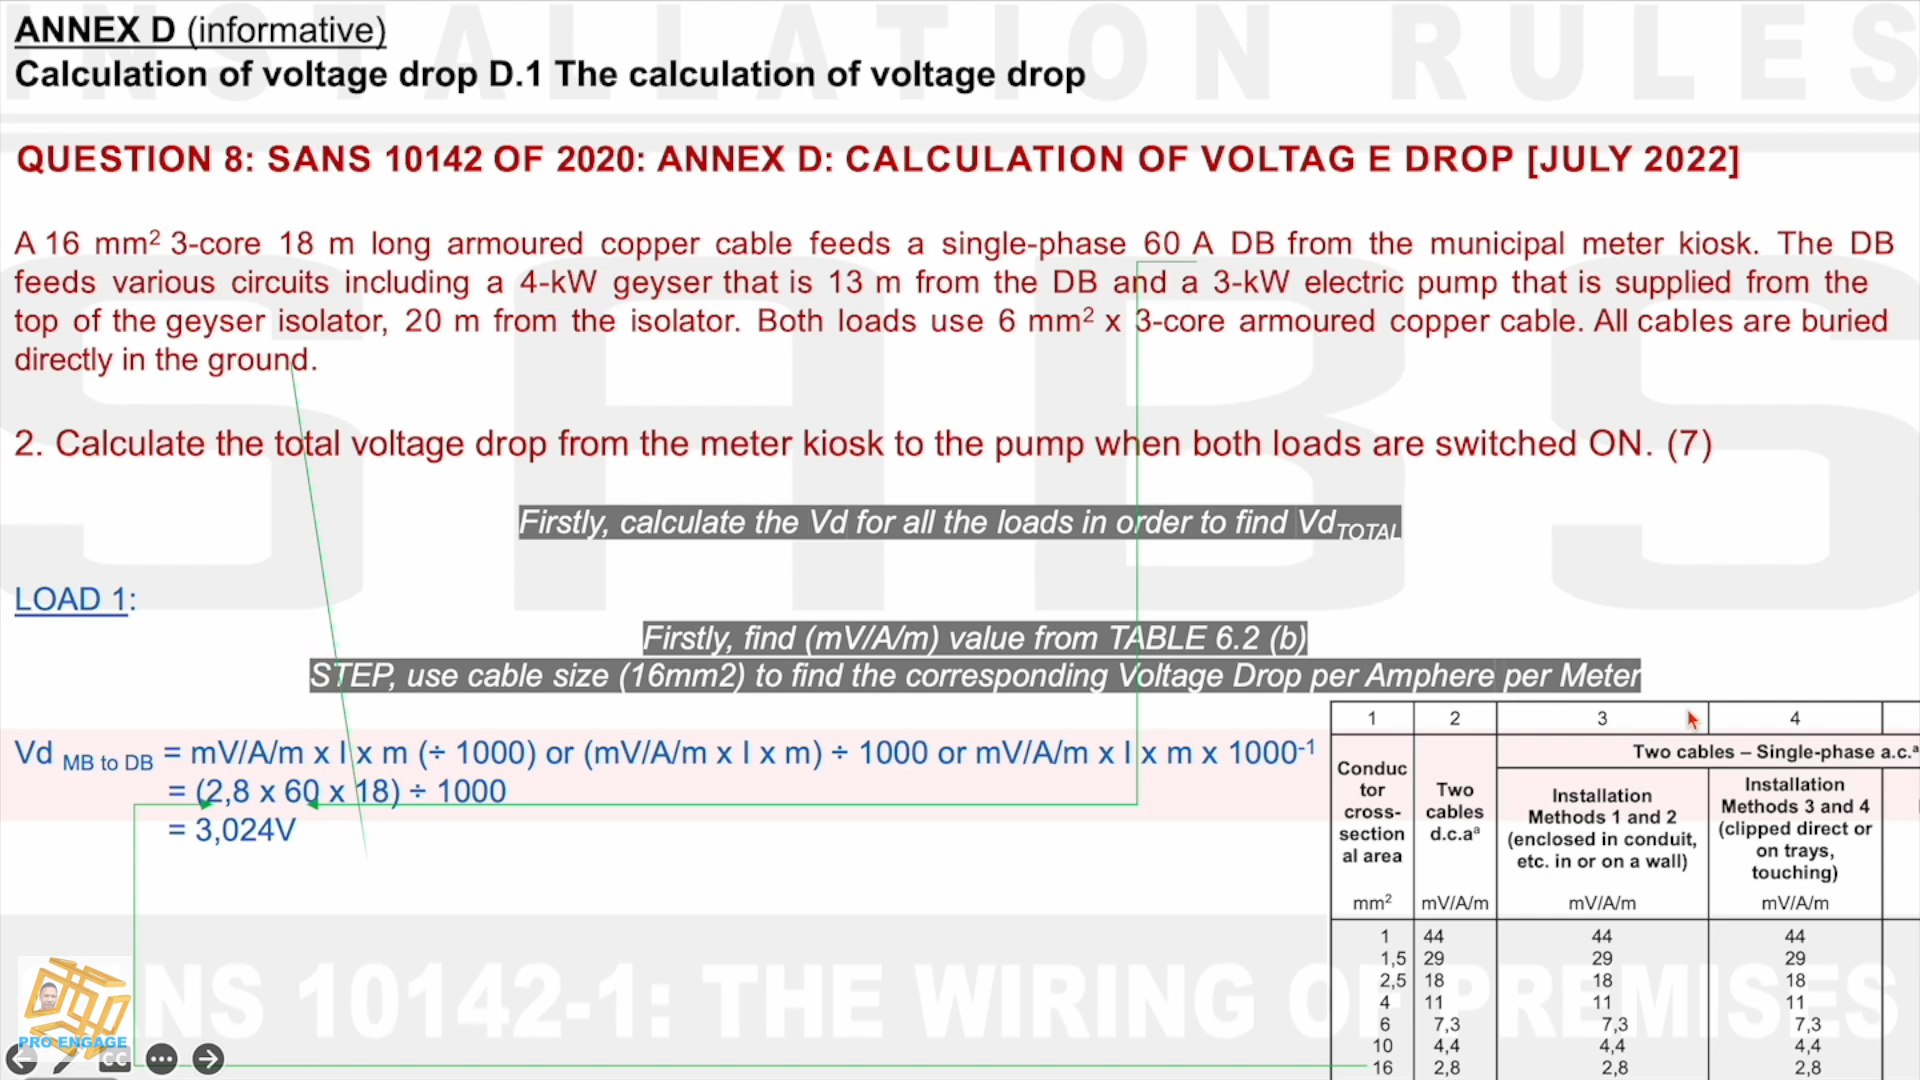 INSTALLATION RULES
ANNEX D (informative)
Calculation of voltage drop D.1 The calculation of voltage drop
QUESTION 8: SANS 10142 OF 2020: ANNEX D: CALCULATION OF VOLTAG E DROP [JULY 2022]
A 16 mm² 3-core 18 m long armoured copper cable feeds a single-phase 60 A DB from the municipal meter kiosk. The DB
feeds various circuits including a 4-kW geyser that is 13 m from the DB and a 3-kW electric pump that is supplied from the
top of the geyser isolator, 20 m from the isolator. Both loads use 6 mm² x 3-core armoured copper cable. All cables are buried
directly in the ground.
SABS
2. Calculate the total voltage drop from the meter kiosk to the pump when both loads are switched ON. (7)
Firstly, calculate the Vd for all the loads in order to find Vd TOTAL
LOAD 1:
Firstly, find (mV/A/m) value from TABLE 6.2 (b)
STEP, use cable size (16mm2) to find the corresponding Voltage Drop per Amphere per Meter
Vd MB to DB = mV/A/m x I x m (÷ 1000) or (mV/A/m x I x m) ÷ 1000 or mV/A/m x I x m x 1000⁻¹
= (2,8 x 60 x 18) ÷ 1000
= 3,024V
1 2 3 4
Two cables – Single-phase a.c.ᵃ
Conduc
tor
cross-
section
al area
mm²
Two
cables
d.c.aᵃ
mV/A/m
Installation
Methods 1 and 2
(enclosed in conduit,
etc. in or on a wall)
mV/A/m
Installation
Methods 3 and 4
(clipped direct or
on trays,
touching)
mV/A/m
1 44 44 44
1,5 29 29 29
2,5 18 18 18
4 11 11 11
6 7,3 7,3 7,3
10 4,4 4,4 4,4
16 2,8 2,8 2,8
NS 10142-1: THE WIRING OF PREMISES
PRO ENGAGE
CC